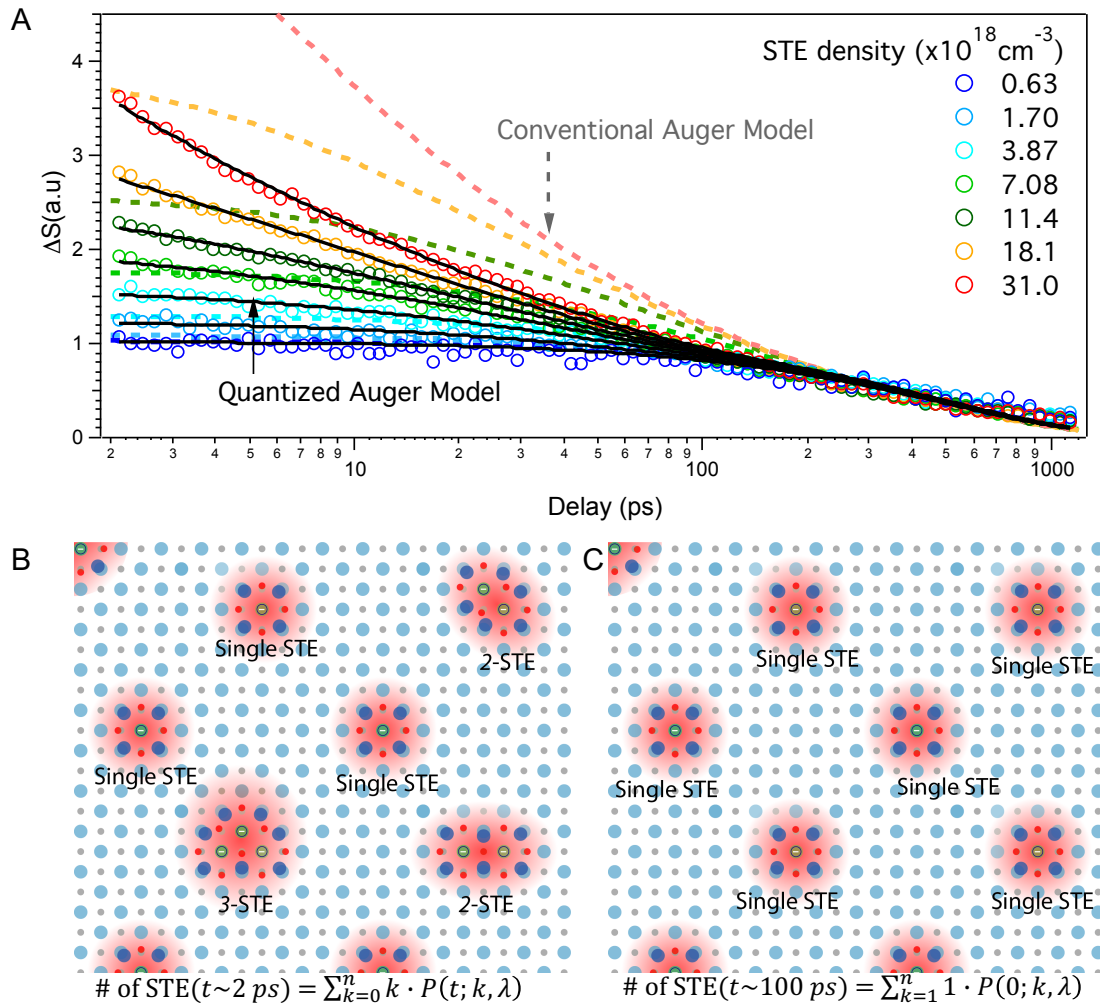 A
STE density (x10^18 cm^-3)
0.63
1.70
3.87
7.08
11.4
18.1
31.0
Conventional Auger Model
Quantized Auger Model
ΔS(a.u)
4
3
2
1
0
2 3 4 5 6 7 8 9 2 3 4 5 6 7 8 9 2 3 4 5 6 7 8 9
10 100 1000
Delay (ps)
B
Single STE
2-STE
Single STE
Single STE
3-STE
2-STE
# of STE(t~2 ps) = ∑_{k=0}^{n} k · P(t; k, λ)
C
Single STE
Single STE
Single STE
Single STE
Single STE
Single STE
# of STE(t~100 ps) = ∑_{k=1}^{n} 1 · P(0; k, λ)